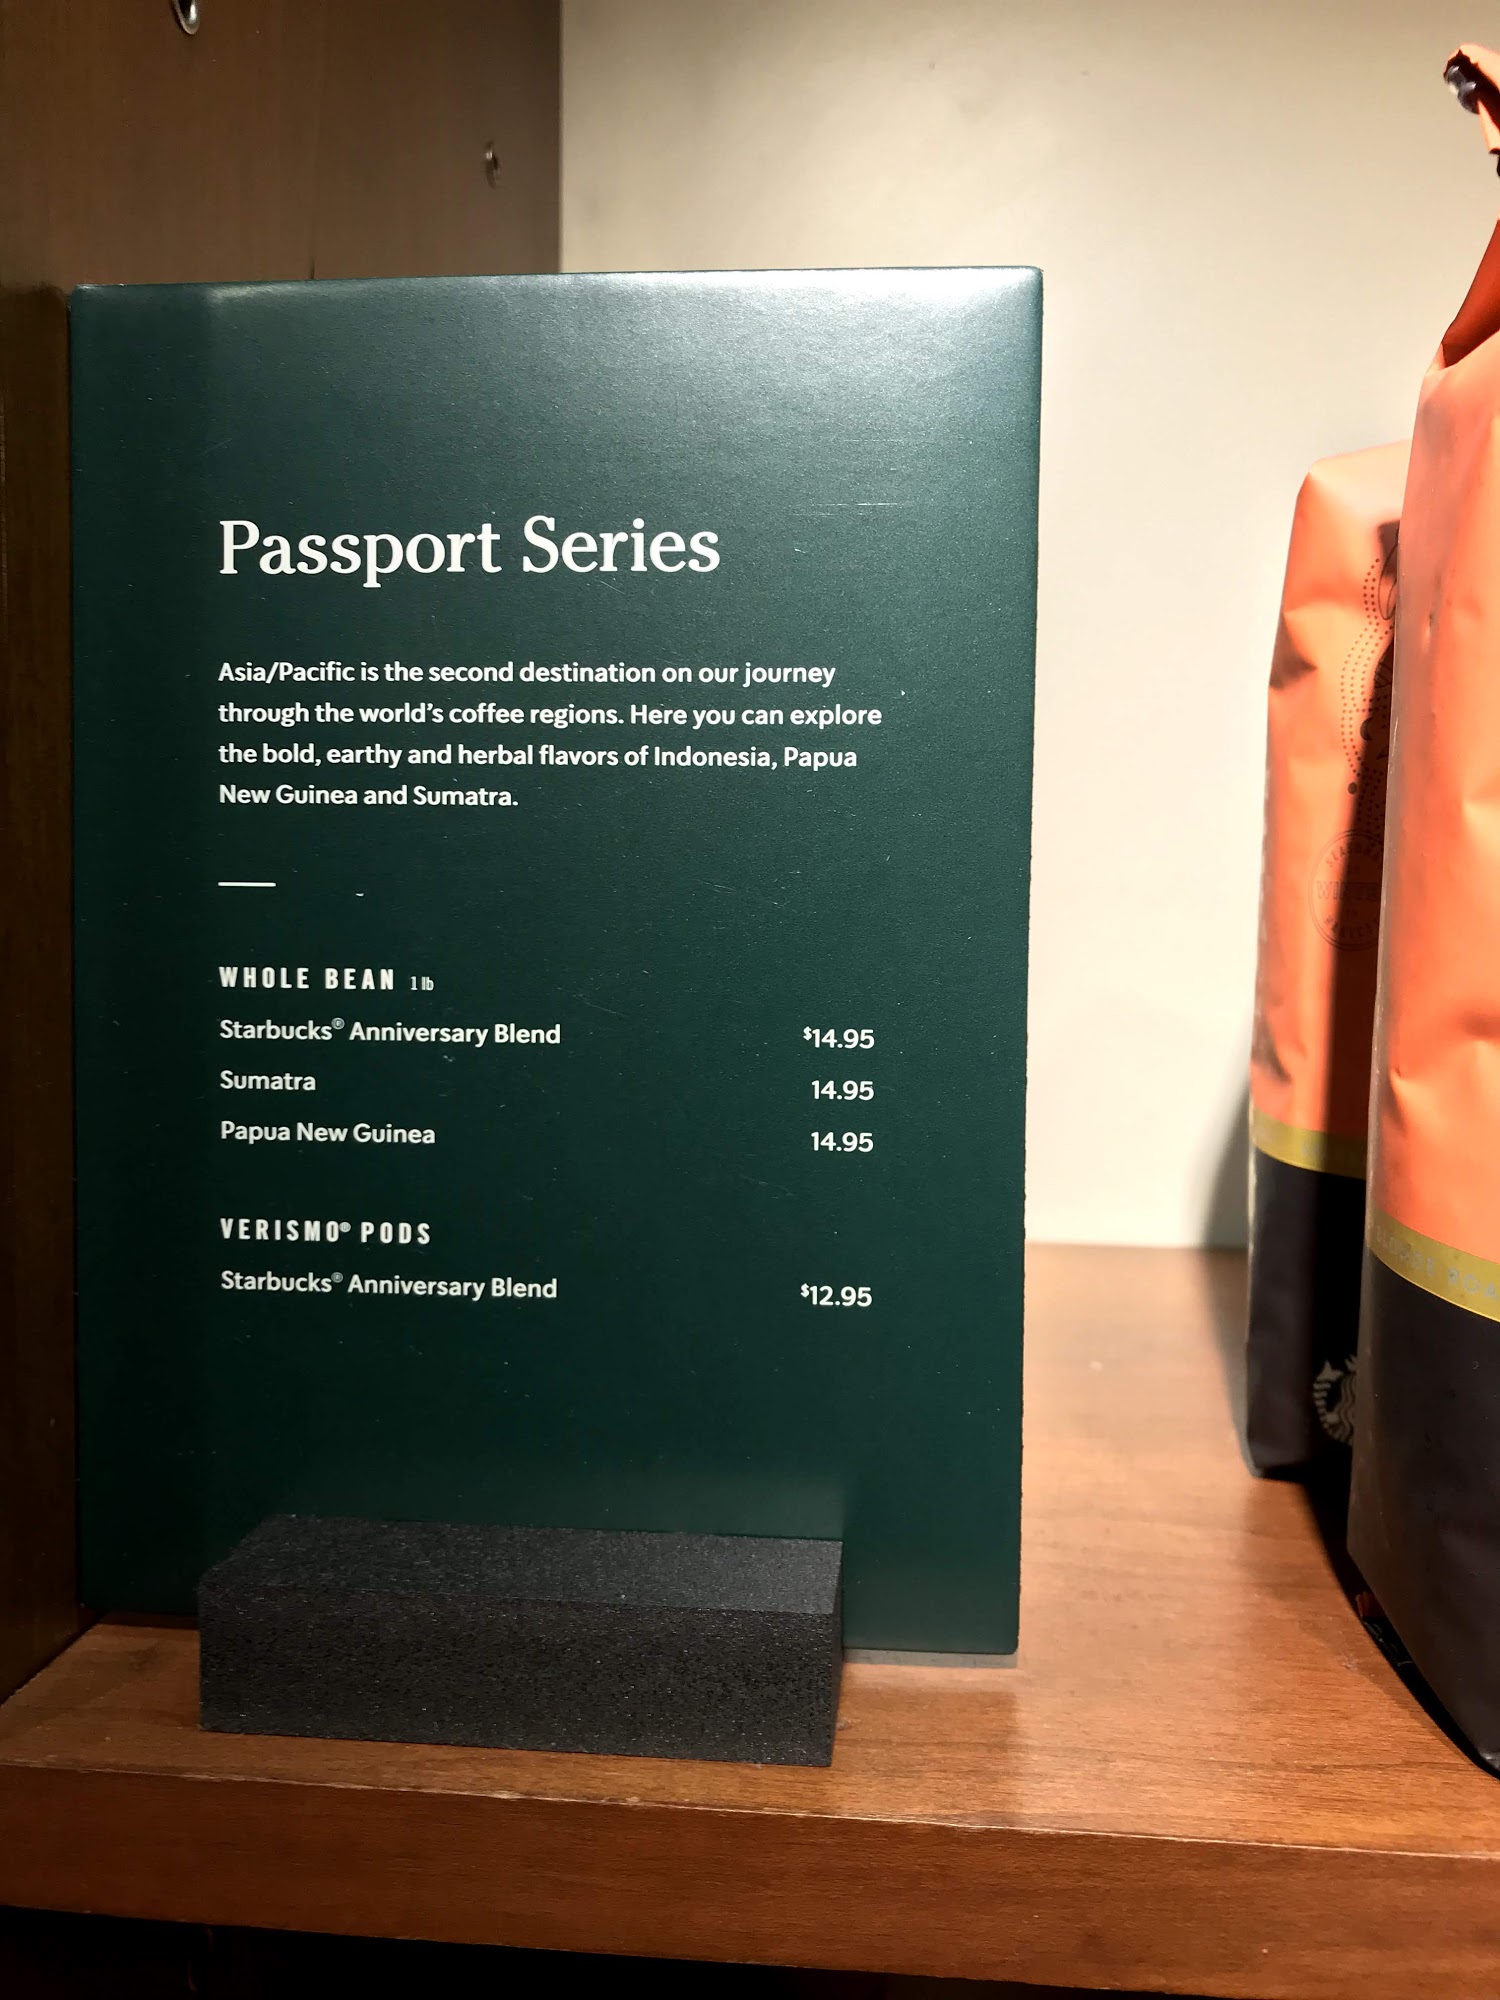 Passport Series
Asia/Pacific is the second destination on our journey
through the world's coffee regions. Here you can explore
the bold, earthy and herbal flavors of Indonesia, Papua
New Guinea and Sumatra.
WHOLE BEAN 1 lb
Starbucks® Anniversary Blend $14.95
Sumatra 14.95
Papua New Guinea 14.95
VERISMO® PODS
Starbucks® Anniversary Blend $12.95